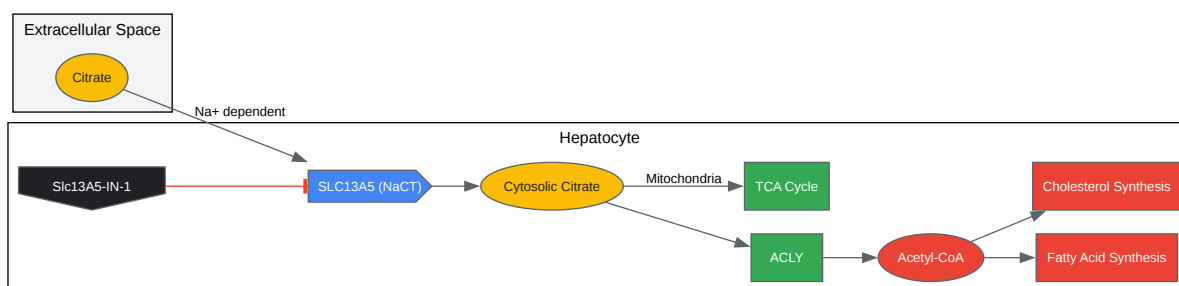 Extracellular Space
Citrate
Na+ dependent
Hepatocyte
Slc13A5-IN-1
SLC13A5 (NaCT)
Cytosolic Citrate
Mitochondria
TCA Cycle
Cholesterol Synthesis
ACLY
Acetyl-CoA
Fatty Acid Synthesis